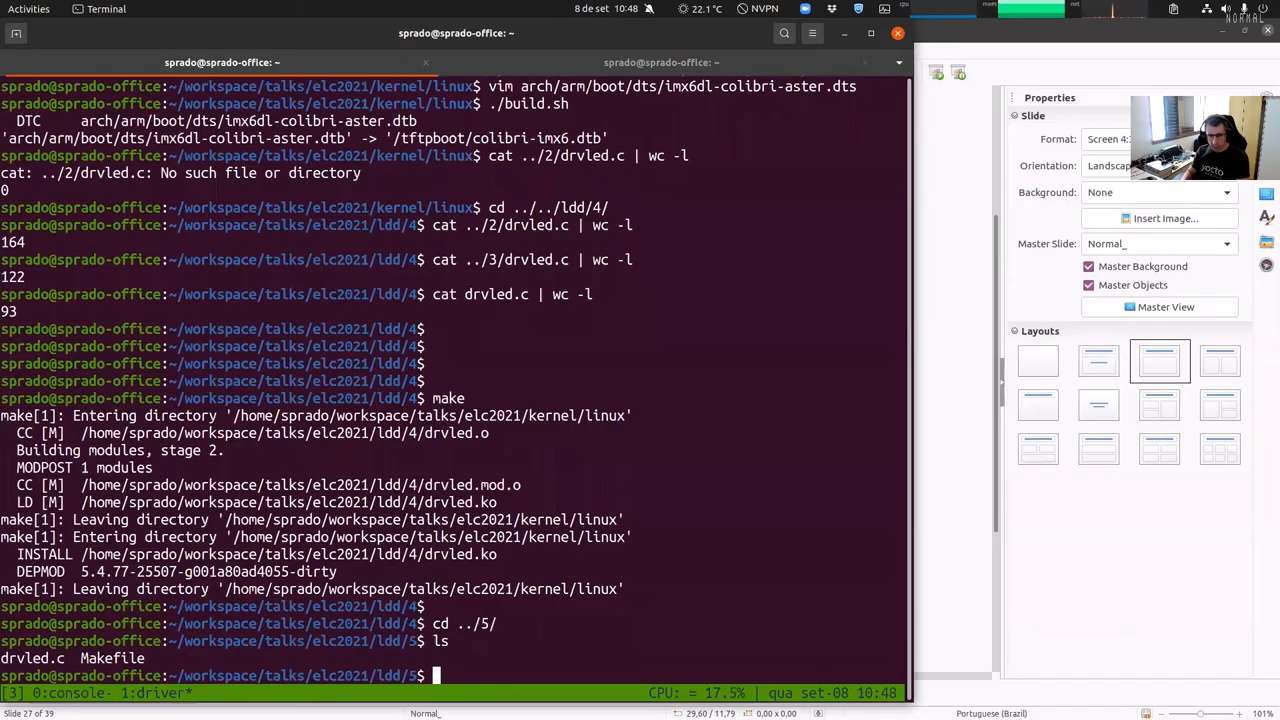 Activities Terminal 8 de set 10:48 22.1 °C NVPN cpu mem net
NORMAL
sprado@sprado-office: ~
sprado@sprado-office: ~ × sprado@sprado-office: ~ ×
sprado@sprado-office:~/workspace/talks/elc2021/kernel/linux$ vim arch/arm/boot/dts/imx6dl-colibri-aster.dts
sprado@sprado-office:~/workspace/talks/elc2021/kernel/linux$ ./build.sh
DTC     arch/arm/boot/dts/imx6dl-colibri-aster.dtb
'arch/arm/boot/dts/imx6dl-colibri-aster.dtb' -> '/tftpboot/colibri-imx6.dtb'
sprado@sprado-office:~/workspace/talks/elc2021/kernel/linux$ cat ../2/drvled.c | wc -l
cat: ../2/drvled.c: No such file or directory
0
sprado@sprado-office:~/workspace/talks/elc2021/kernel/linux$ cd ../../ldd/4/
sprado@sprado-office:~/workspace/talks/elc2021/ldd/4$ cat ../2/drvled.c | wc -l
164
sprado@sprado-office:~/workspace/talks/elc2021/ldd/4$ cat ../3/drvled.c | wc -l
122
sprado@sprado-office:~/workspace/talks/elc2021/ldd/4$ cat drvled.c | wc -l
93
sprado@sprado-office:~/workspace/talks/elc2021/ldd/4$
sprado@sprado-office:~/workspace/talks/elc2021/ldd/4$
sprado@sprado-office:~/workspace/talks/elc2021/ldd/4$
sprado@sprado-office:~/workspace/talks/elc2021/ldd/4$
sprado@sprado-office:~/workspace/talks/elc2021/ldd/4$ make
make[1]: Entering directory '/home/sprado/workspace/talks/elc2021/kernel/linux'
CC [M]  /home/sprado/workspace/talks/elc2021/ldd/4/drvled.o
Building modules, stage 2.
MODPOST 1 modules
CC [M]  /home/sprado/workspace/talks/elc2021/ldd/4/drvled.mod.o
LD [M]  /home/sprado/workspace/talks/elc2021/ldd/4/drvled.ko
make[1]: Leaving directory '/home/sprado/workspace/talks/elc2021/kernel/linux'
make[1]: Entering directory '/home/sprado/workspace/talks/elc2021/kernel/linux'
INSTALL /home/sprado/workspace/talks/elc2021/ldd/4/drvled.ko
DEPMOD  5.4.77-25507-g001a80ad4055-dirty
make[1]: Leaving directory '/home/sprado/workspace/talks/elc2021/kernel/linux'
sprado@sprado-office:~/workspace/talks/elc2021/ldd/4$
sprado@sprado-office:~/workspace/talks/elc2021/ldd/4$ cd ../5/
sprado@sprado-office:~/workspace/talks/elc2021/ldd/5$ ls
drvled.c  Makefile
sprado@sprado-office:~/workspace/talks/elc2021/ldd/5$
[3] 0:console- 1:driver* CPU: = 17.5% | qua set-08 10:48
Properties
Slide
Format: Screen 4:
Orientation: Landscap
yocto
Background: None
Insert Image...
Master Slide: Normal_
Master Background
Master Objects
Master View
Layouts
Slide 27 of 39 Normal_ 29,60 / 11,79 0,00 x 0,00 Portuguese (Brazil) 101%